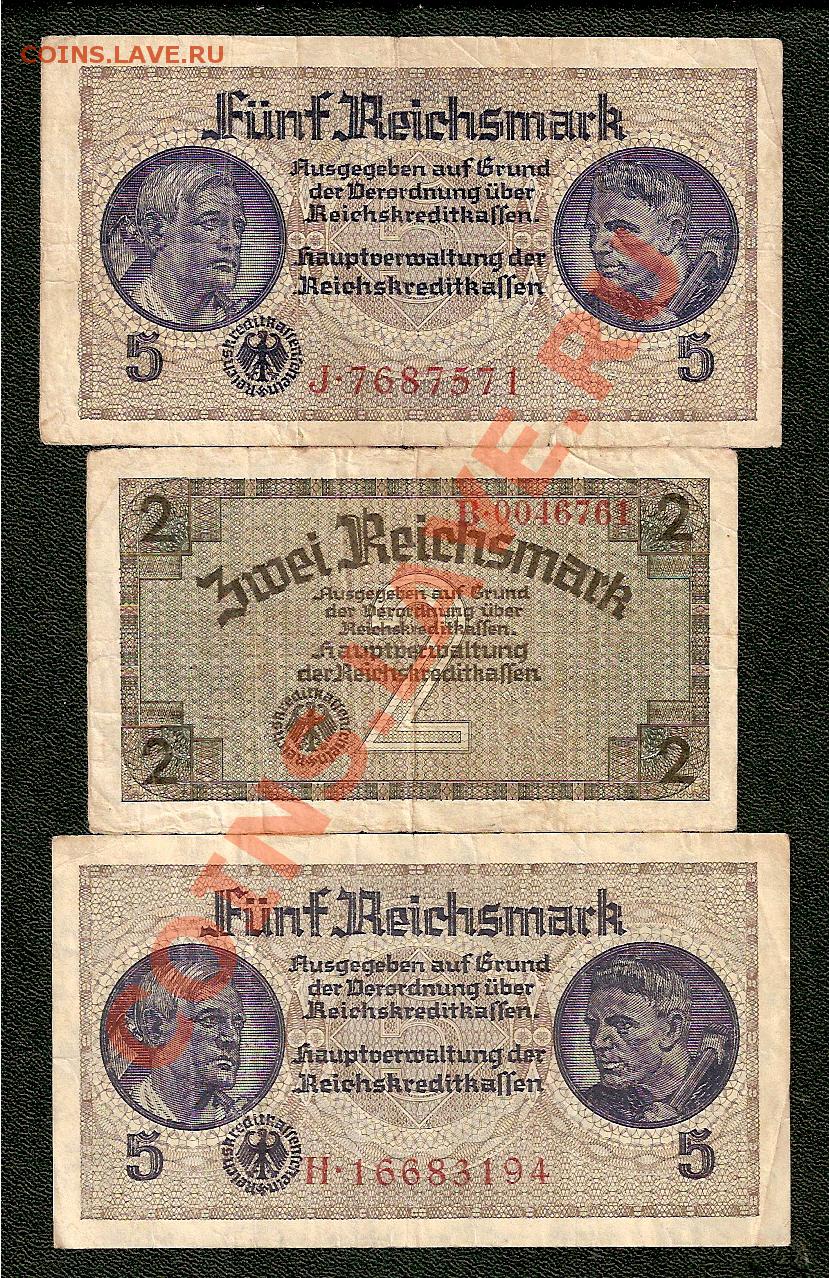 COINS.LAVE.RU
Fünf Reichsmark
Ausgegeben auf Grund
der Verordnung über
Reichskreditkassen.
Hauptverwaltung der
Reichskreditkassen
5
5
J·7687571
2
B·0046761
2
Zwei Reichsmark
Ausgegeben auf Grund
der Verordnung über
Reichskreditkassen.
Hauptverwaltung
der Reichskreditkassen
2
2
2
Fünf Reichsmark
Ausgegeben auf Grund
der Verordnung über
Reichskreditkassen.
Hauptverwaltung der
Reichskreditkassen
5
5
H·16683194
COINS.LAVE.RU